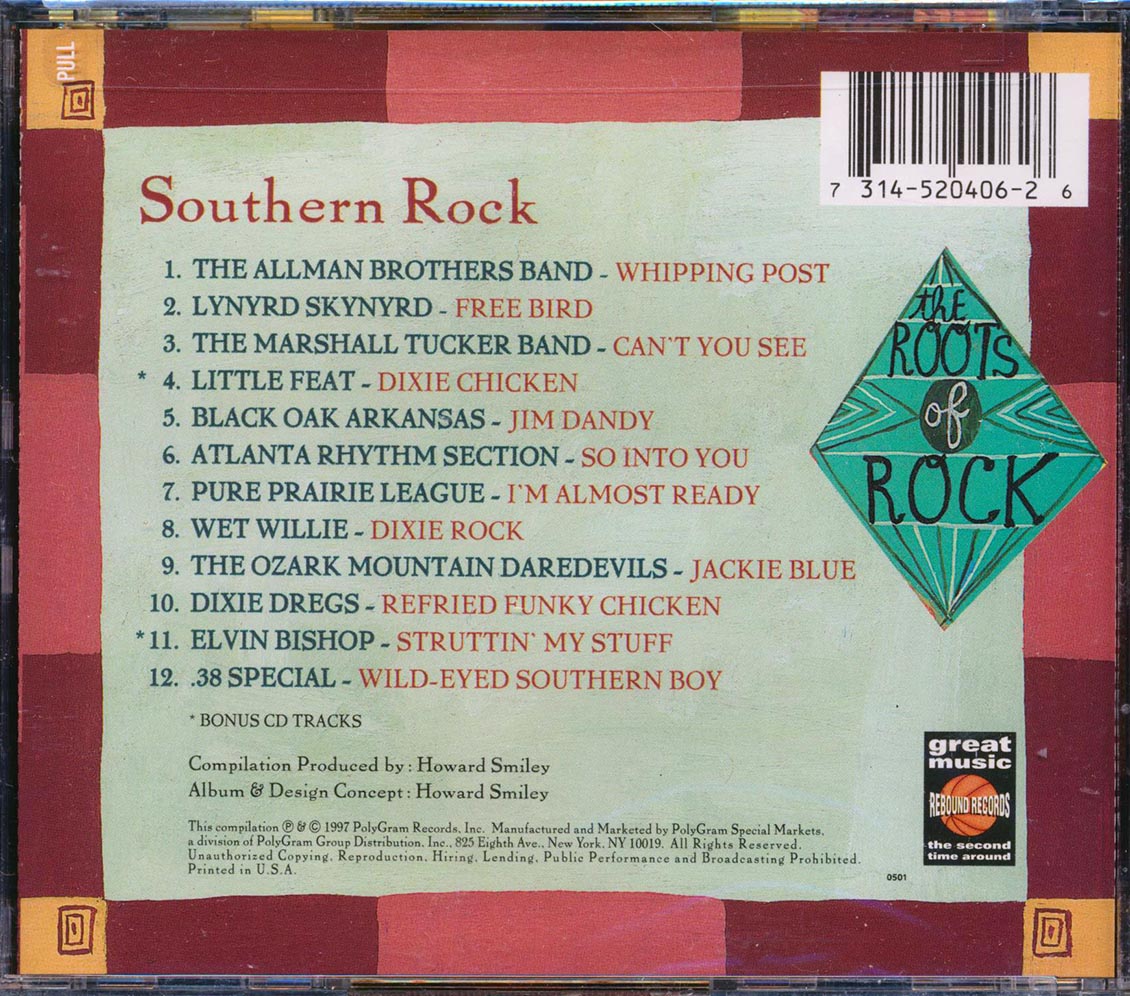 PULL
7 314-520406-2 6
Southern Rock
1. THE ALLMAN BROTHERS BAND - WHIPPING POST
2. LYNYRD SKYNYRD - FREE BIRD
3. THE MARSHALL TUCKER BAND - CAN'T YOU SEE
* 4. LITTLE FEAT - DIXIE CHICKEN
5. BLACK OAK ARKANSAS - JIM DANDY
6. ATLANTA RHYTHM SECTION - SO INTO YOU
7. PURE PRAIRIE LEAGUE - I'M ALMOST READY
8. WET WILLIE - DIXIE ROCK
9. THE OZARK MOUNTAIN DAREDEVILS - JACKIE BLUE
10. DIXIE DREGS - REFRIED FUNKY CHICKEN
* 11. ELVIN BISHOP - STRUTTIN' MY STUFF
12. .38 SPECIAL - WILD-EYED SOUTHERN BOY
* BONUS CD TRACKS
the
ROOTS
of
ROCK
Compilation Produced by: Howard Smiley
Album & Design Concept: Howard Smiley
This compilation ℗ & © 1997 PolyGram Records, Inc. Manufactured and Marketed by PolyGram Special Markets,
a division of PolyGram Group Distribution, Inc., 825 Eighth Ave., New York, NY 10019. All Rights Reserved.
Unauthorized Copying, Reproduction, Hiring, Lending, Public Performance and Broadcasting Prohibited.
Printed in U.S.A.
0501
great
music
REBOUND RECORDS
the second
time around